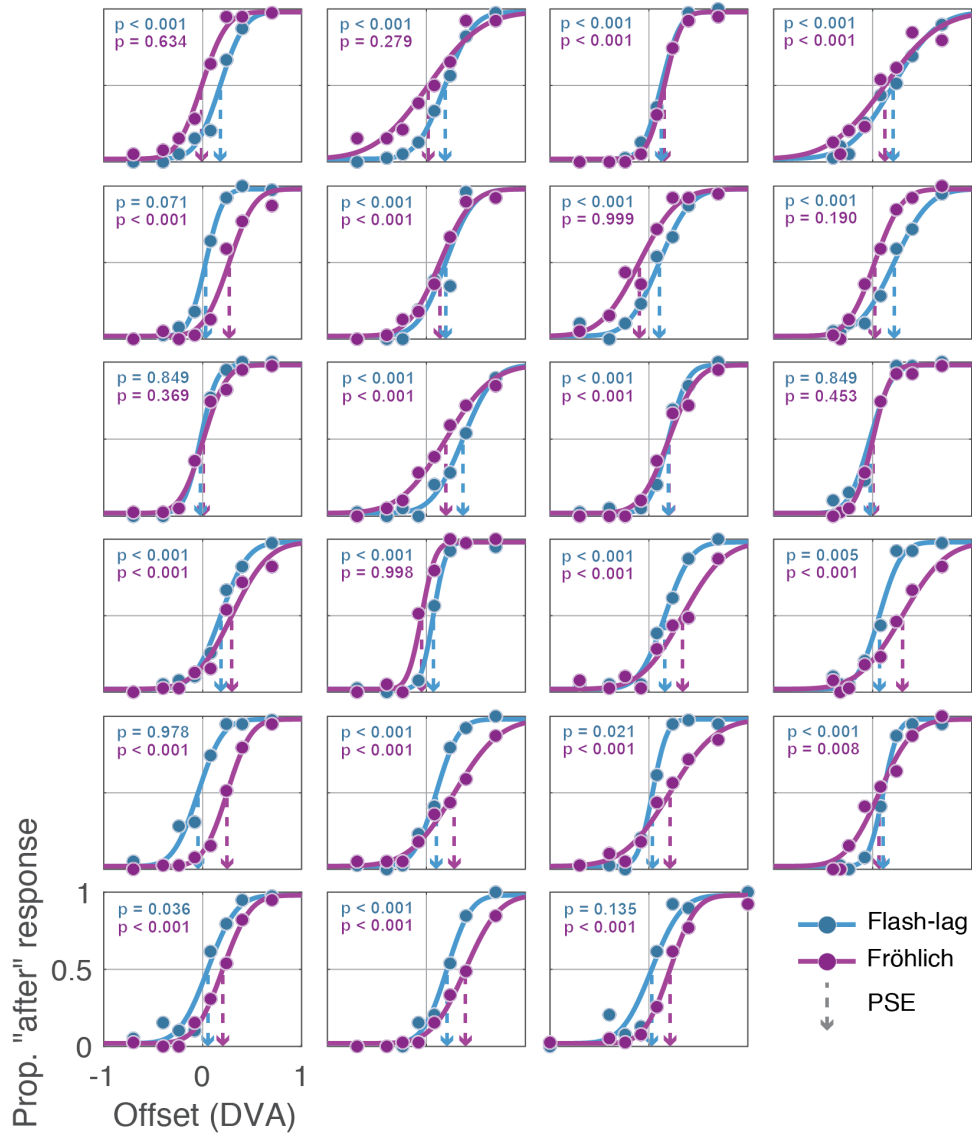 p < 0.001
p = 0.634
p < 0.001
p = 0.279
p < 0.001
p < 0.001
p < 0.001
p < 0.001
p = 0.071
p < 0.001
p < 0.001
p < 0.001
p < 0.001
p = 0.999
p < 0.001
p = 0.190
p = 0.849
p = 0.369
p < 0.001
p < 0.001
p < 0.001
p < 0.001
p = 0.849
p = 0.453
p < 0.001
p < 0.001
p < 0.001
p = 0.998
p < 0.001
p < 0.001
p = 0.005
p < 0.001
p = 0.978
p < 0.001
p < 0.001
p < 0.001
p = 0.021
p < 0.001
p < 0.001
p = 0.008
p = 0.036
p < 0.001
p < 0.001
p < 0.001
p = 0.135
p < 0.001
Flash-lag
Fröhlich
PSE
Prop. "after" response
1
0.5
0
-1 0 1
Offset (DVA)